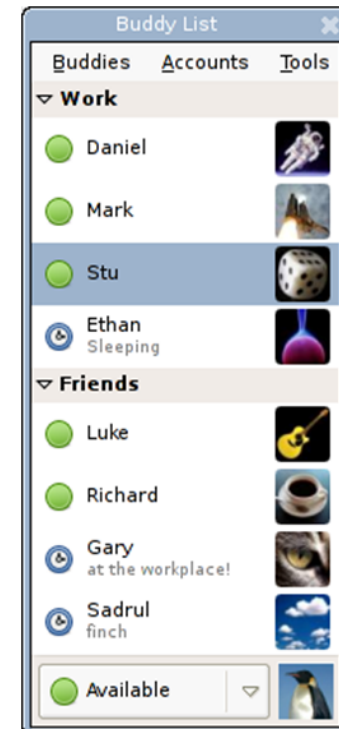 Buddy List
Buddies Accounts Tools
Work
Daniel
Mark
Stu
Ethan
Sleeping
Friends
Luke
Richard
Gary
at the workplace!
Sadrul
finch
Available